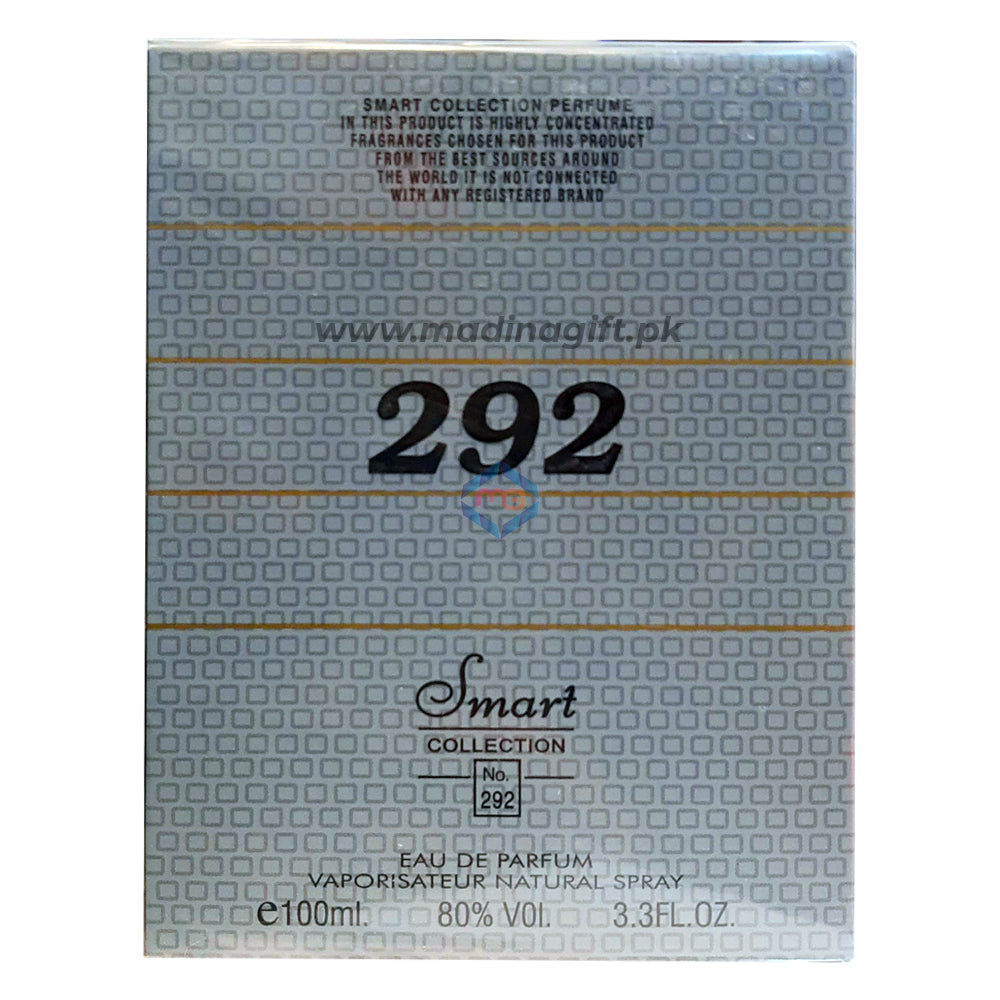 SMART COLLECTION PERFUME
IN THIS PRODUCT IS HIGHLY CONCENTRATED
FRAGRANCES CHOSEN FOR THIS PRODUCT
FROM THE BEST SOURCES AROUND
THE WORLD IT IS NOT CONNECTED
WITH ANY REGISTERED BRAND
www.madinagift.pk
292
MG
Smart
COLLECTION
No.
292
EAU DE PARFUM
VAPORISATEUR NATURAL SPRAY
e100ml. 80% VOl. 3.3FL.OZ.